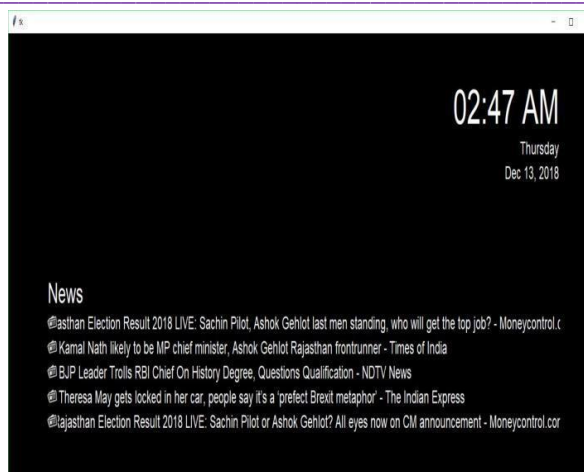 tk
02:47 AM
Thursday
Dec 13, 2018
News
asthan Election Result 2018 LIVE: Sachin Pilot, Ashok Gehlot last men standing, who will get the top job? - Moneycontrol.c
Kamal Nath likely to be MP chief minister, Ashok Gehlot Rajasthan frontrunner - Times of India
BJP Leader Trolls RBI Chief On History Degree, Questions Qualification - NDTV News
Theresa May gets locked in her car, people say it's a 'prefect Brexit metaphor' - The Indian Express
ajasthan Election Result 2018 LIVE: Sachin Pilot or Ashok Gehlot? All eyes now on CM announcement - Moneycontrol.cor